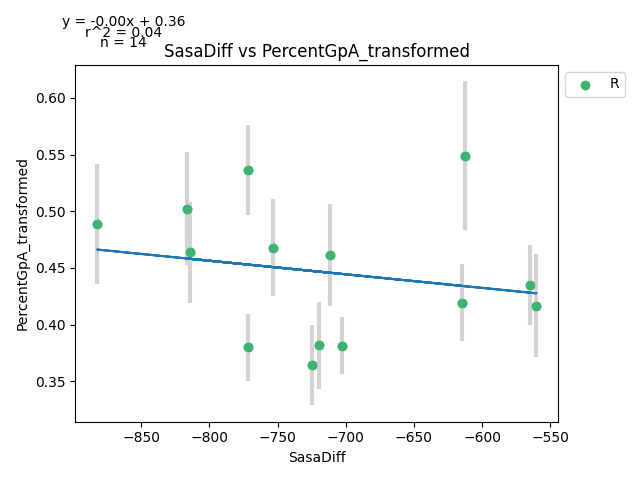 y = -0.00x + 0.36
r^2 = 0.04
n = 14
SasaDiff vs PercentGpA_transformed
R
0.60
0.55
0.50
0.45
0.40
0.35
PercentGpA_transformed
−850
−800
−750
−700
−650
−600
−550
SasaDiff